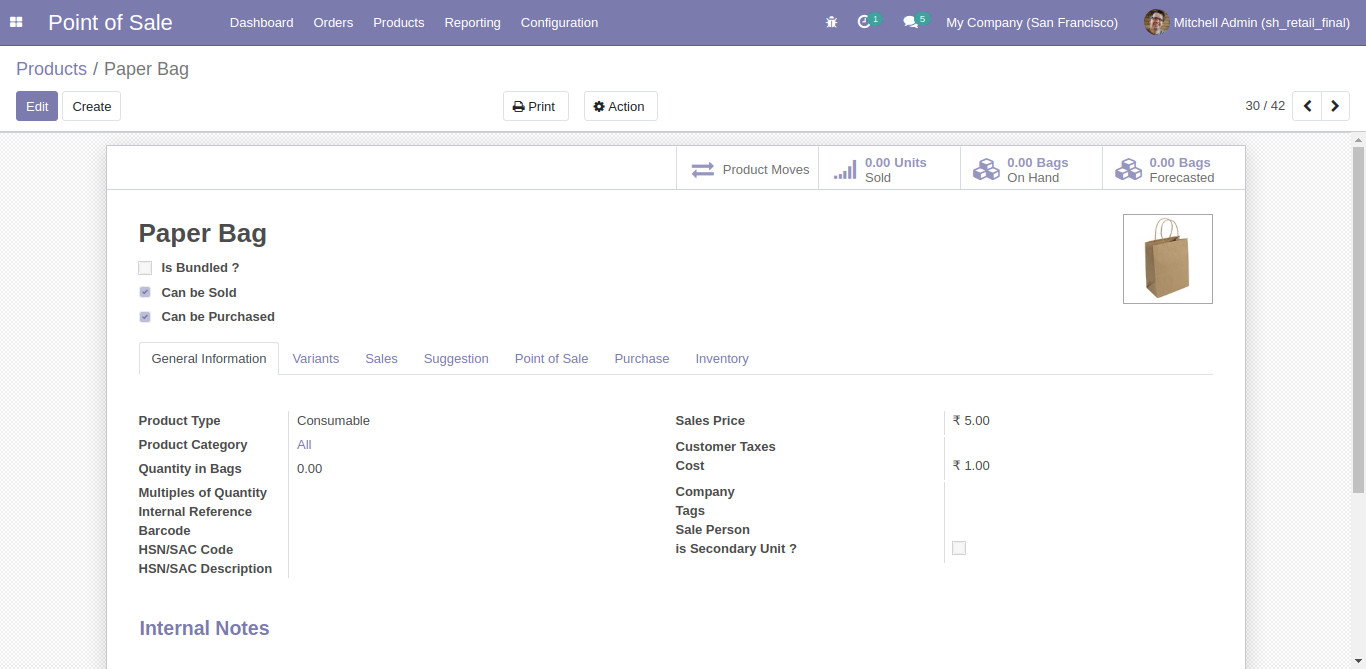 Point of Sale Dashboard Orders Products Reporting Configuration 1 5 My Company (San Francisco) Mitchell Admin (sh_retail_final)
Products / Paper Bag
Edit Create Print Action 30 / 42
Product Moves
0.00 Units
Sold
0.00 Bags
On Hand
0.00 Bags
Forecasted
Paper Bag
Is Bundled ?
Can be Sold
Can be Purchased
General Information Variants Sales Suggestion Point of Sale Purchase Inventory
Product Type Consumable
Product Category All
Quantity in Bags 0.00
Multiples of Quantity
Internal Reference
Barcode
HSN/SAC Code
HSN/SAC Description
Sales Price ₹ 5.00
Customer Taxes
Cost ₹ 1.00
Company
Tags
Sale Person
is Secondary Unit ?
Internal Notes